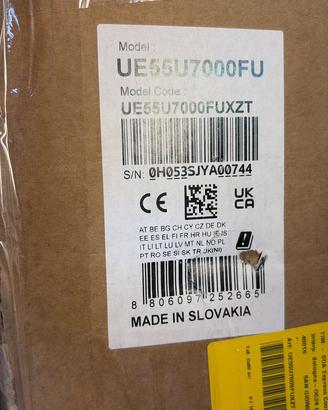 Model :
UE55U7000FU
Model Code :
UE55U7000FUXZT
S/N: 0H053SJYA00744
CE
UK
CA
AT BE BG CH CY CZ DE DK
EE ES EL FI FR HR HU IE IS
IT LI LT LU LV MT NL NO PL
PT RO SE SI SK TR UK(NI)
8 806097 252665
MADE IN SLOVAKIA
Art: UE55U7000FUXZT